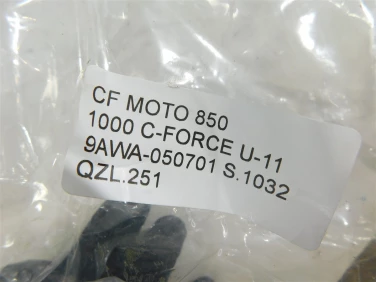 CF MOTO 850
1000 C-FORCE U-11
9AWA-050701 S.1032
QZL.251